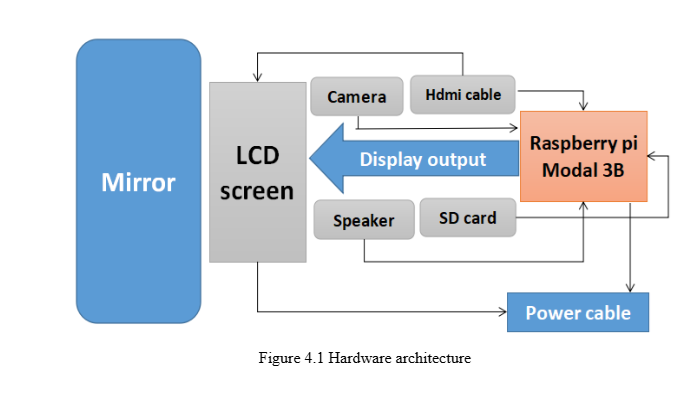 Mirror
LCD
screen
Camera
Hdmi cable
Display output
Speaker
SD card
Raspberry pi
Modal 3B
Power cable
Figure 4.1 Hardware architecture